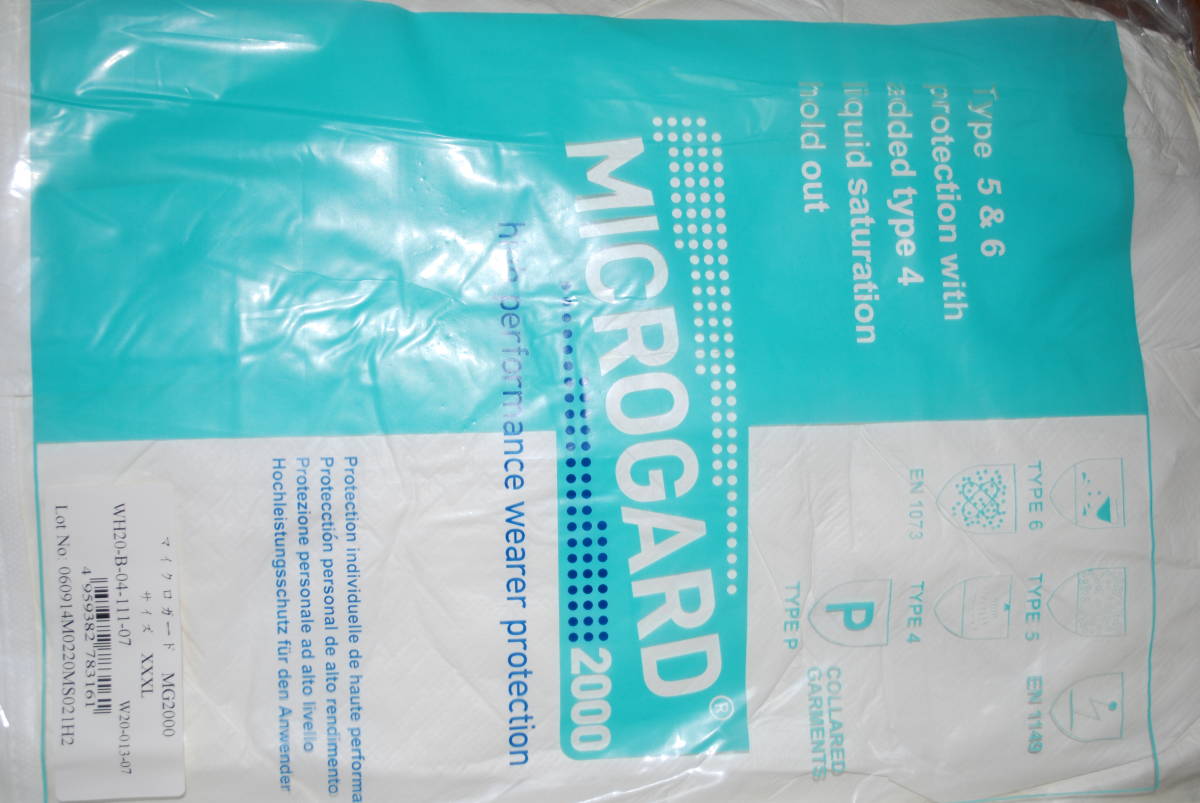 Type 5 & 6
protection with
added type 4
liquid saturation
hold out
TYPE 6
TYPE 5
EN 1149
EN 1073
TYPE 4
P
TYPE P
COLLARED
GARMENTS
MICROGARD®
2000
high performance wearer protection
Protection individuelle de haute performa
Protección personal de alto rendimento
Protezione personale ad alto livello
Hochleistungsschutz für den Anwender
マイクロガード MG2000
サイズ XXXL
WH20-B-04-111-07 W20-013-07
4 959382 783161
Lot No. 060914M0220MS021H2